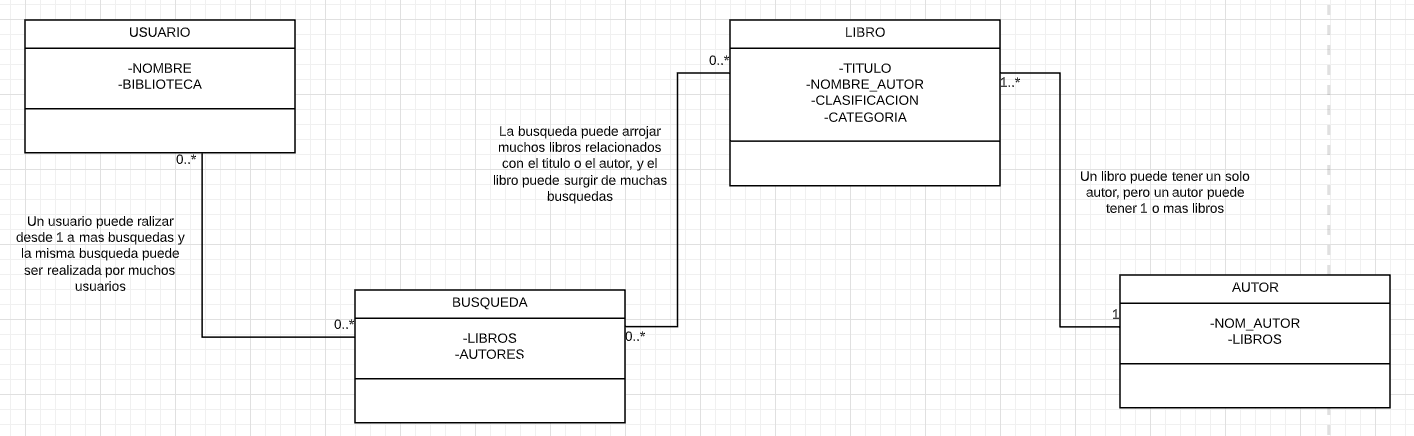 USUARIO
-NOMBRE
-BIBLIOTECA
0..*
Un usuario puede ralizar
desde 1 a mas busquedas y
la misma busqueda puede
ser realizada por muchos
usuarios
0..*
BUSQUEDA
-LIBROS
-AUTORES
0..*
La busqueda puede arrojar
muchos libros relacionados
con el titulo o el autor, y el
libro puede surgir de muchas
busquedas
0..*
LIBRO
-TITULO
-NOMBRE_AUTOR
-CLASIFICACION
-CATEGORIA
1..*
Un libro puede tener un solo
autor, pero un autor puede
tener 1 o mas libros
1
AUTOR
-NOM_AUTOR
-LIBROS